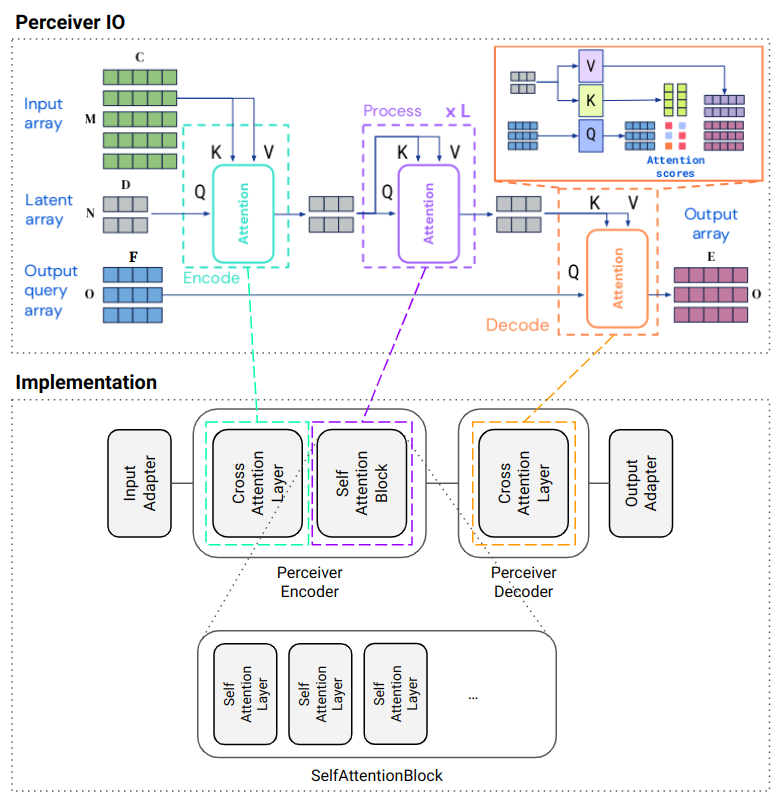 Perceiver IO
C
Input
array
M
K
V
Q
Attention
Encode
D
Latent
array
N
Process
x L
K
V
Q
Attention
V
K
Q
Attention
scores
K
V
Q
Attention
Decode
Output
array
E
O
F
Output
query
array
O
Implementation
Input
Adapter
Cross
Attention
Layer
Self
Attention
Block
Perceiver
Encoder
Cross
Attention
Layer
Perceiver
Decoder
Output
Adapter
Self
Attention
Layer
Self
Attention
Layer
Self
Attention
Layer
...
SelfAttentionBlock